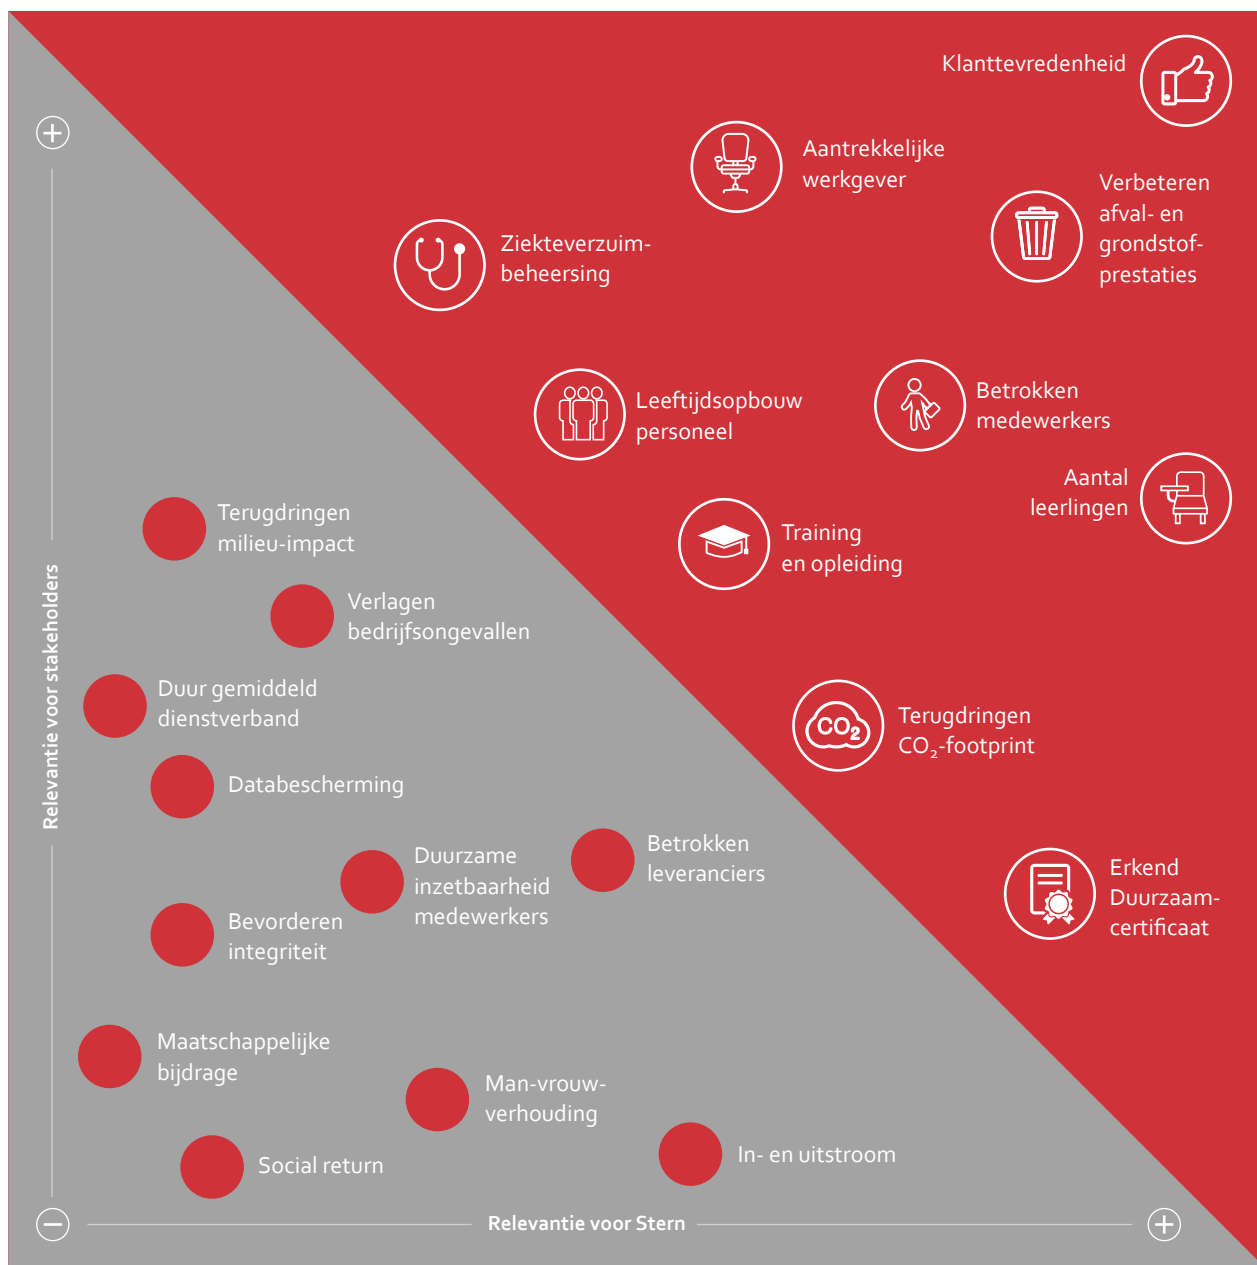 Klanttevredenheid
Aantrekkelijke
werkgever
Verbeteren
afval- en
grondstof-
prestaties
Ziekteverzuim-
beheersing
Leeftijdsopbouw
personeel
Betrokken
medewerkers
Aantal
leerlingen
Training
en opleiding
Terugdringen
milieu-impact
Verlagen
bedrijfsongevallen
Duur gemiddeld
dienstverband
CO2
Terugdringen
CO₂-footprint
Databescherming
Duurzame
inzetbaarheid
medewerkers
Betrokken
leveranciers
Erkend
Duurzaam-
certificaat
Bevorderen
integriteit
Maatschappelijke
bijdrage
Man-vrouw-
verhouding
Social return
In- en uitstroom
Relevantie voor stakeholders
Relevantie voor Stern